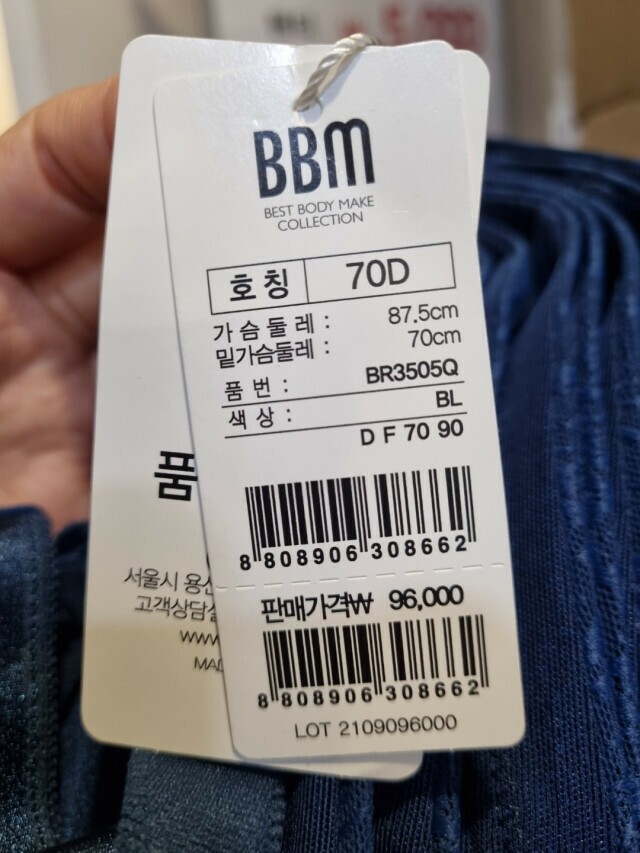 5,000
BBM
BEST BODY MAKE
COLLECTION
호칭 70D
가슴둘레 : 87.5cm
밑가슴둘레 : 70cm
품번 : BR3505Q
색상 : BL
D F 70 90
8 808906 308662
판매가격₩ 96,000
8 808906 308662
LOT 2109096000
품
서울시 용산
고객상담실
www